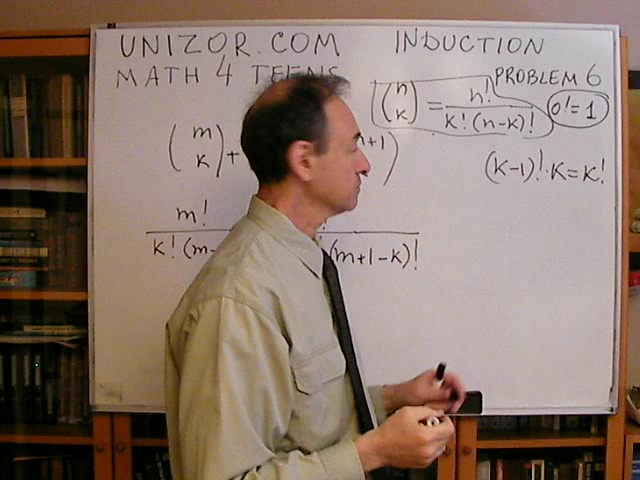 UNIZOR.COM INDUCTION
MATH 4 TEENS PROBLEM 6
(n k) = n! / k!(n-k)! 0! = 1
(m k) + n+1)
(k-1)!·k = k!
m!
k!(m- (m+1-k)!